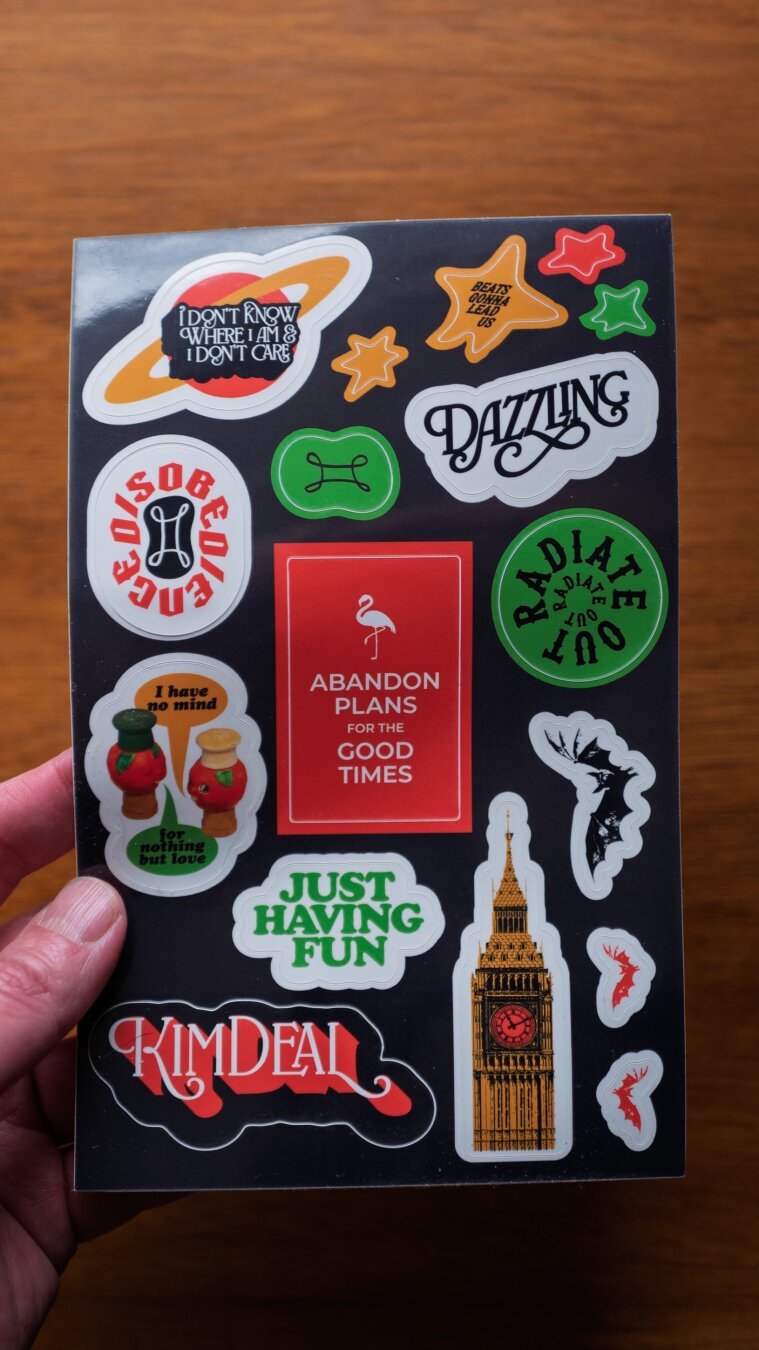 I DON'T KNOW
WHERE I AM &
I DON'T CARE
BEATS
GONNA
LEAD
US
DAZZLING
DISOBEDIENCE
RADIATE OUT
RADIATE OUT
ABANDON
PLANS
FOR THE
GOOD
TIMES
I have
no mind
for
nothing
but love
JUST
HAVING
FUN
KIMDEAL